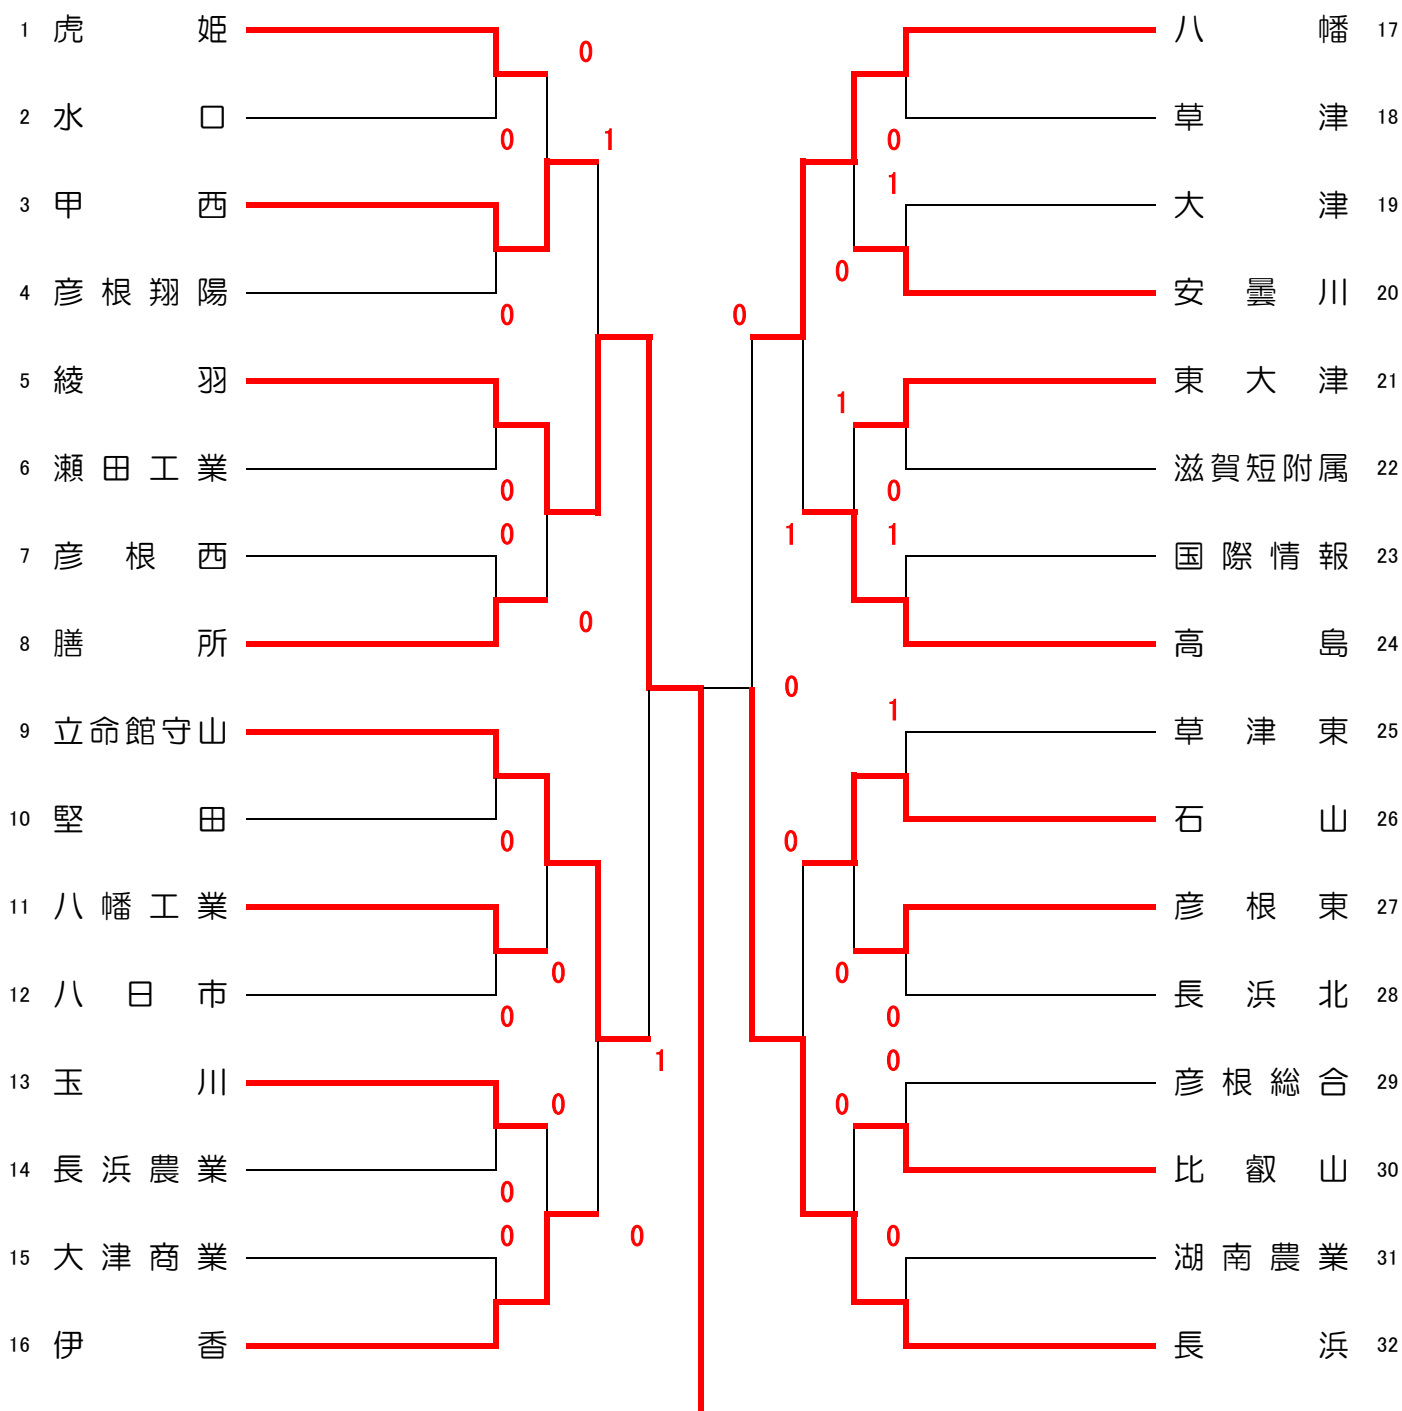 1 虎姫 0 八幡 17
2 水口 0 1 0 草津 18
3 甲西 1 大津 19
4 彦根翔陽 0 0 0 安曇川 20
5 綾羽 1 東大津 21
6 瀬田工業 0 0 滋賀短附属 22
7 彦根西 0 1 1 国際情報 23
8 膳所 0 高島 24
9 立命館守山 0 1 草津東 25
10 堅田 0 0 石山 26
11 八幡工業 彦根東 27
12 八日市 0 0 0 0 長浜北 28
13 玉川 0 1 0 0 彦根総合 29
14 長浜農業 0 比叡山 30
15 大津商業 0 0 0 湖南農業 31
16 伊香 長浜 32